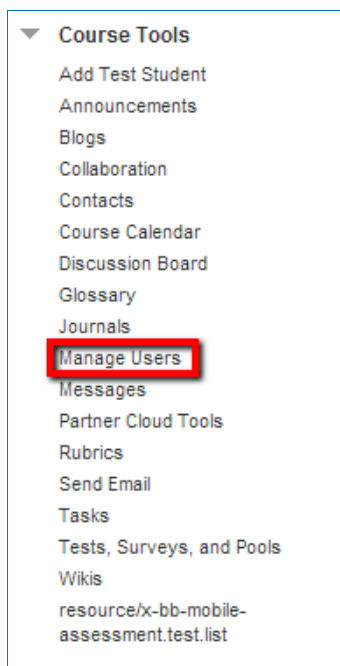 Course Tools
Add Test Student
Announcements
Blogs
Collaboration
Contacts
Course Calendar
Discussion Board
Glossary
Journals
Manage Users
Messages
Partner Cloud Tools
Rubrics
Send Email
Tasks
Tests, Surveys, and Pools
Wikis
resource/x-bb-mobile-
assessment.test.list